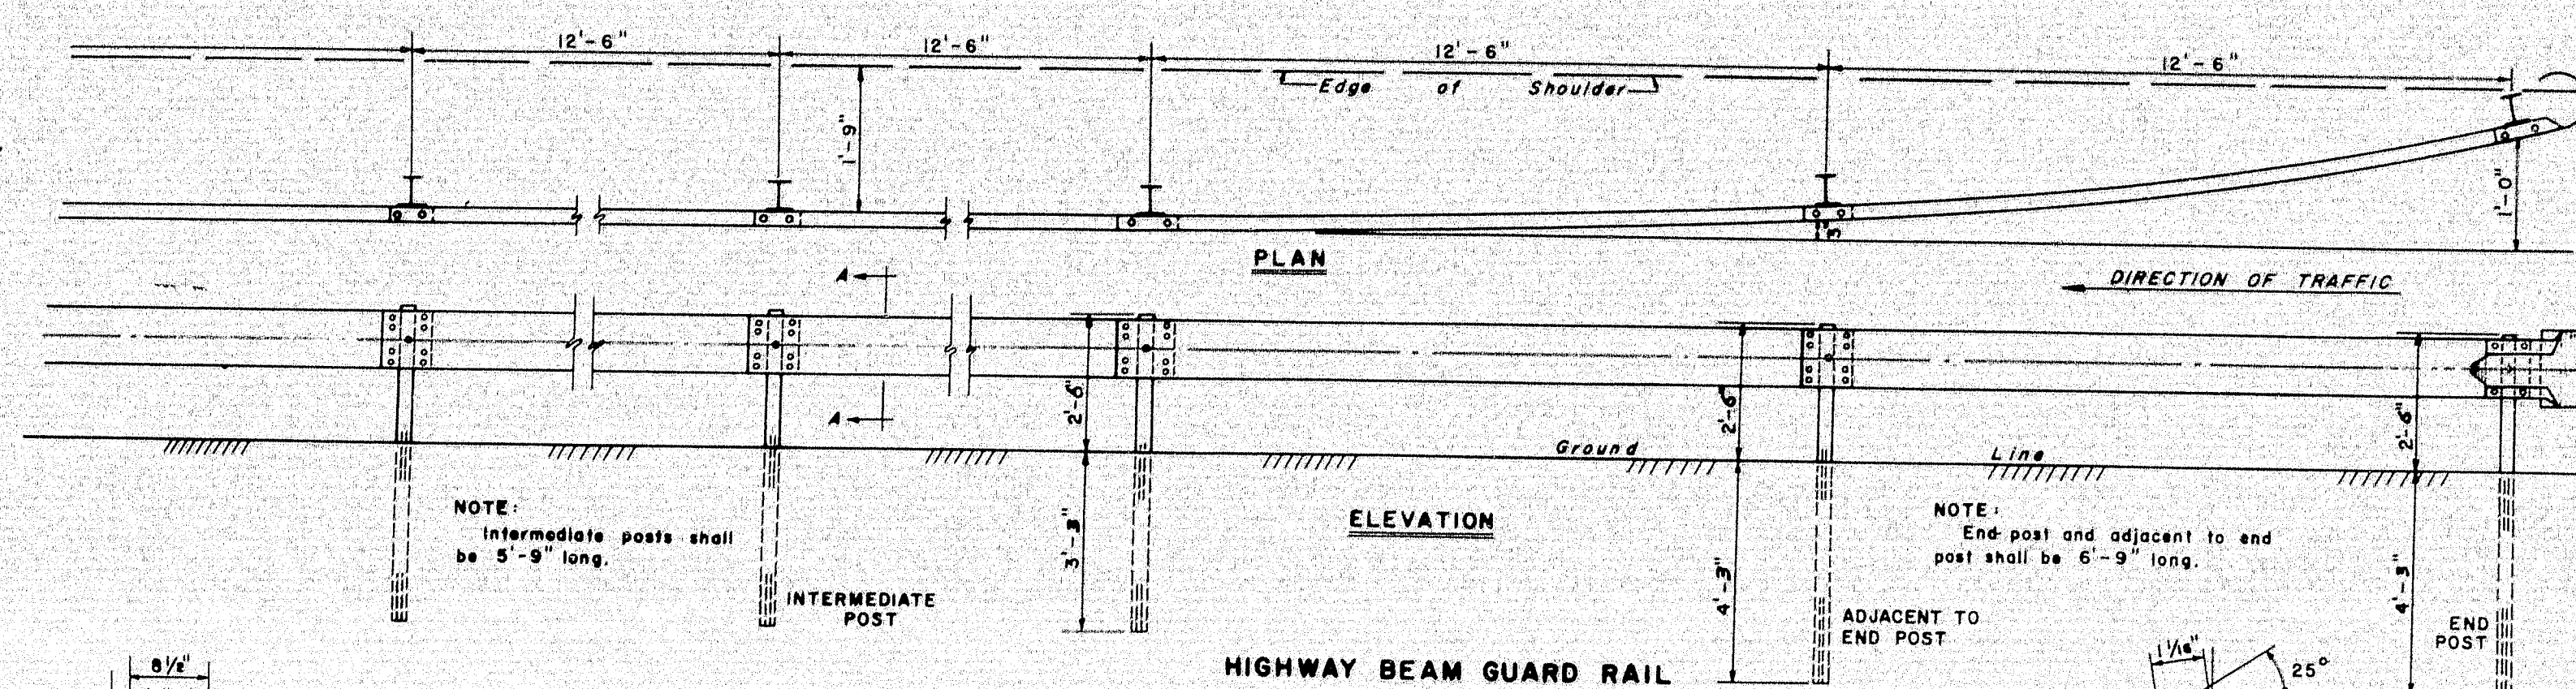 12'-6"
12'-6"
12'-6"
12'-6"
Edge of Shoulder
1'-9"
1'-0"
3"
PLAN
DIRECTION OF TRAFFIC
A
A
2'-6"
2'-6"
2'-6"
Ground Line
NOTE:
Intermediate posts shall
be 5'-9" long.
3'-3"
ELEVATION
NOTE:
End post and adjacent to end
post shall be 6'-9" long.
4'-3"
4'-3"
INTERMEDIATE
POST
ADJACENT TO
END POST
END
POST
8 1/2"
HIGHWAY BEAM GUARD RAIL
1 1/16"
25°